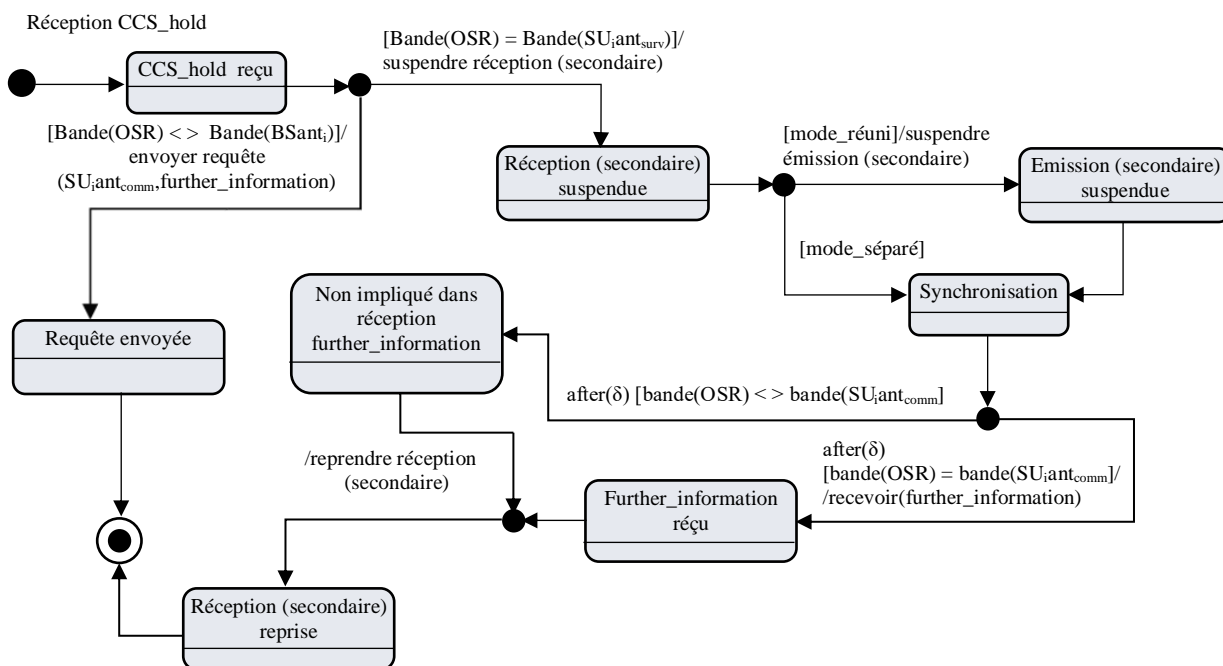 Réception CCS_hold
[Bande(OSR) = Bande(SUiantsurv)]/
suspendre réception (secondaire)
CCS_hold reçu
[Bande(OSR) < > Bande(BSanti)]/
envoyer requête
(SUiantcomm,further_information)
[mode_réuni]/suspendre
émission (secondaire)
Réception (secondaire)
suspendue
Emission (secondaire)
suspendue
[mode_séparé]
Non impliqué dans
réception
further_information
Synchronisation
Requête envoyée
after(δ) [bande(OSR) < > bande(SUiantcomm]
after(δ)
[bande(OSR) = bande(SUiantcomm]/
/recevoir(further_information)
/reprendre réception
(secondaire)
Further_information
réçu
Réception (secondaire)
reprise